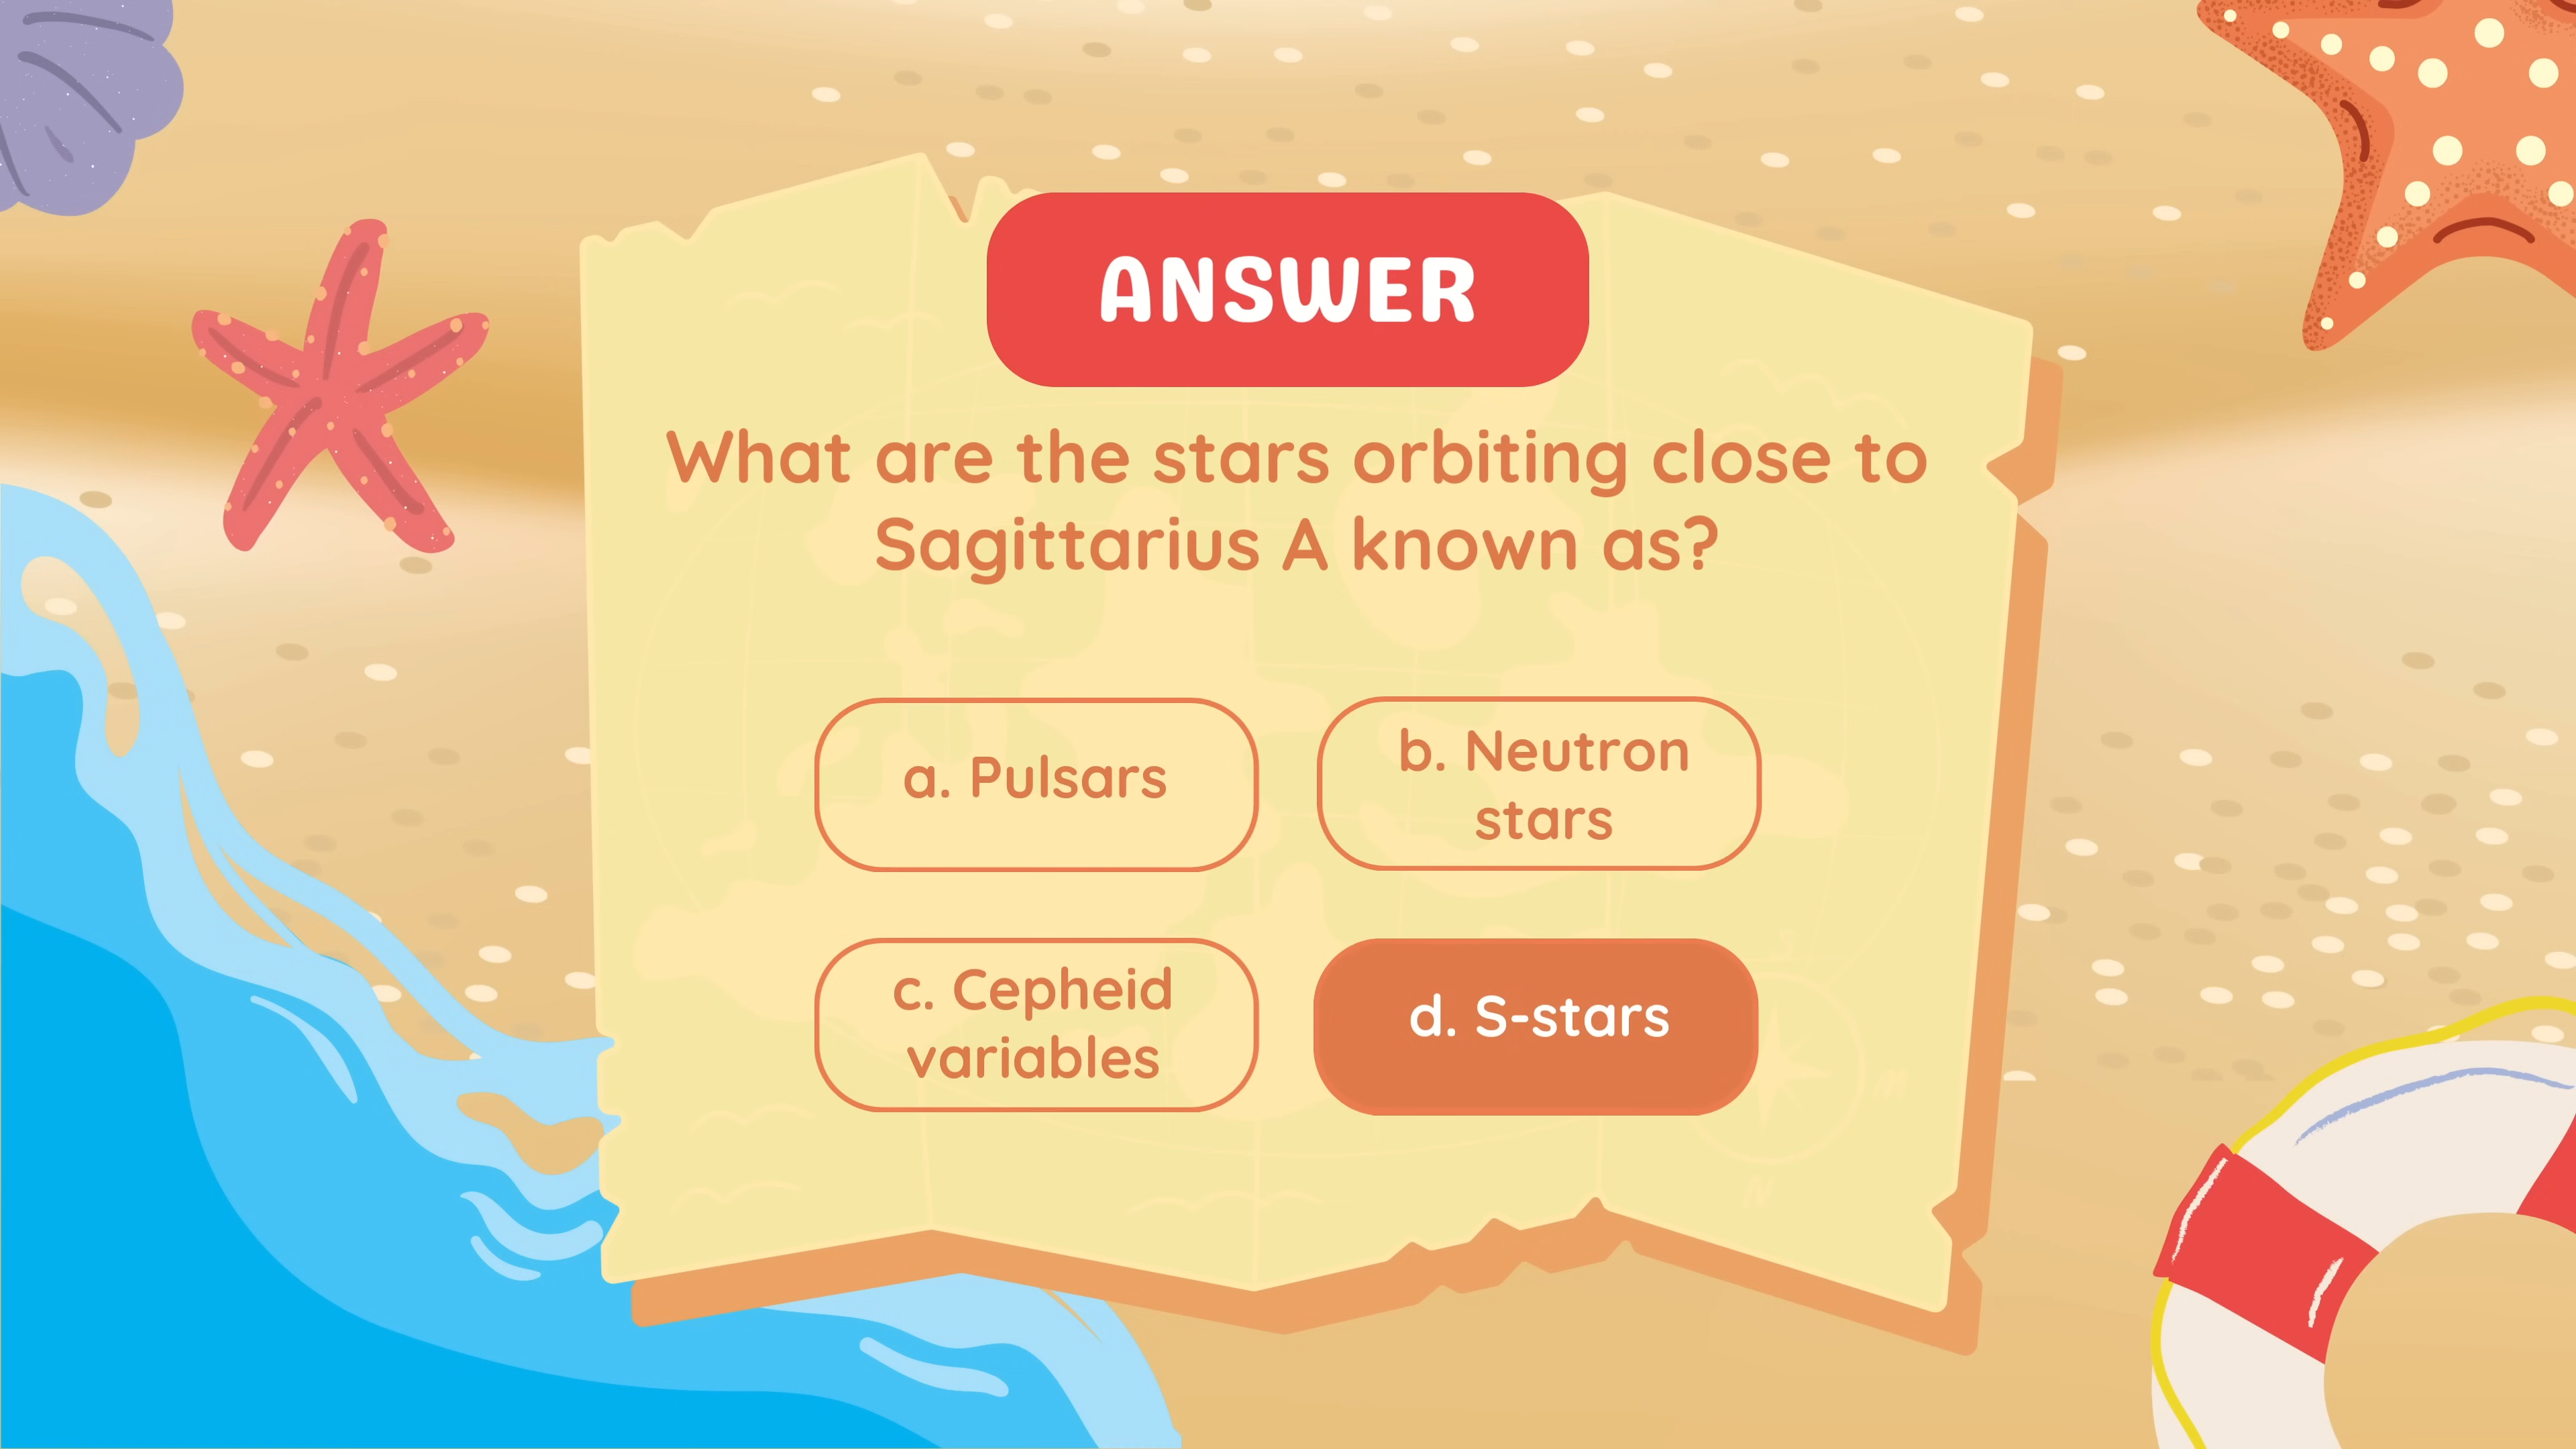 ANSWER
What are the stars orbiting close to
Sagittarius A known as?
a. Pulsars
b. Neutron
stars
c. Cepheid
variables
d. S-stars
S
N